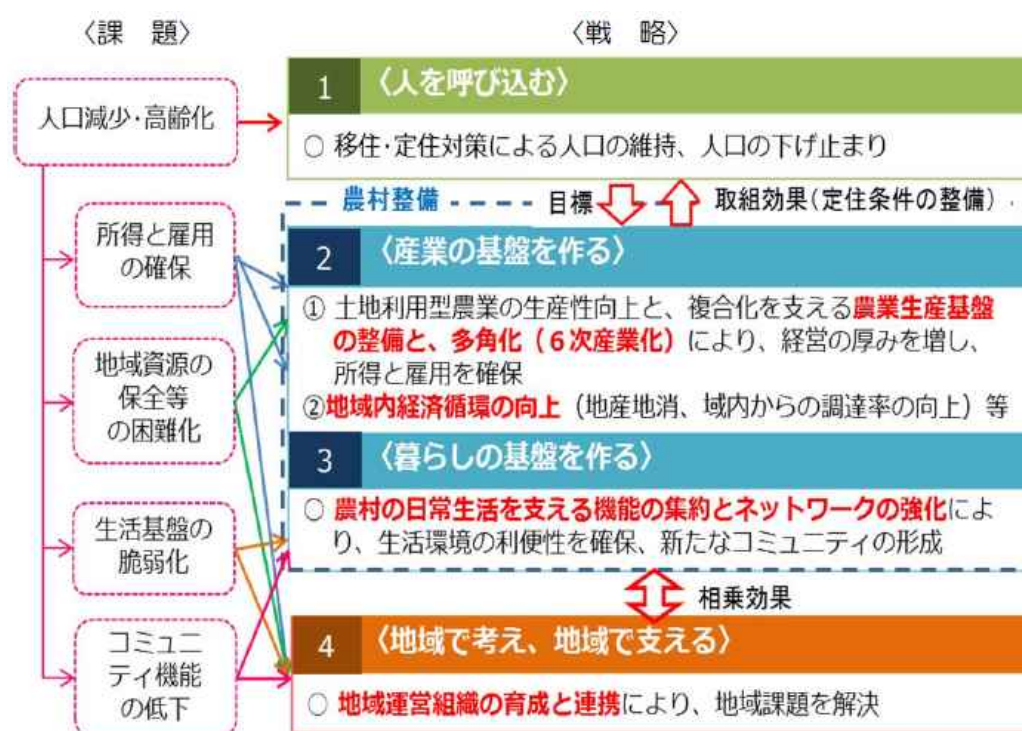 〈課　題〉
人口減少・高齢化
所得と雇用
の確保
地域資源の
保全等
の困難化
生活基盤の
脆弱化
コミュニ
ティ機能
の低下
〈戦　略〉
1 〈人を呼び込む〉
○ 移住・定住対策による人口の維持、人口の下げ止まり
農村整備
目標
取組効果(定住条件の整備)
2 〈産業の基盤を作る〉
① 土地利用型農業の生産性向上と、複合化を支える農業生産基盤
の整備と、多角化（６次産業化）により、経営の厚みを増し、
所得と雇用を確保
②地域内経済循環の向上（地産地消、域内からの調達率の向上）等
3 〈暮らしの基盤を作る〉
○ 農村の日常生活を支える機能の集約とネットワークの強化によ
り、生活環境の利便性を確保、新たなコミュニティの形成
相乗効果
4 〈地域で考え、地域で支える〉
○ 地域運営組織の育成と連携により、地域課題を解決